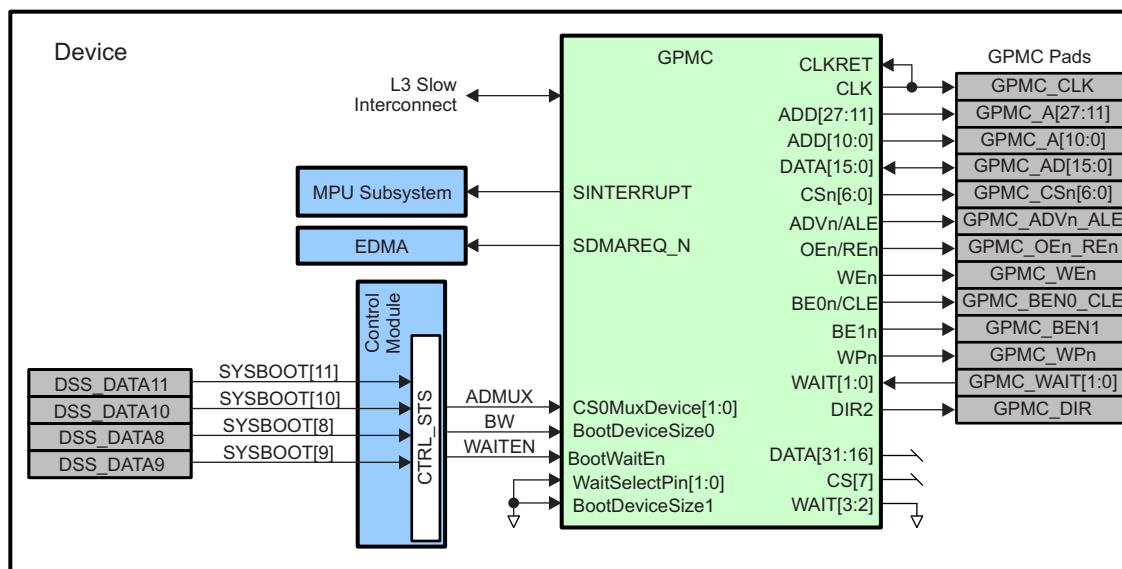 Device
L3 Slow
Interconnect
MPU Subsystem
EDMA
Control
Module
CTRL_STS
DSS_DATA11
DSS_DATA10
DSS_DATA8
DSS_DATA9
SYSBOOT[11]
SYSBOOT[10]
SYSBOOT[8]
SYSBOOT[9]
ADMUX
BW
WAITEN
GPMC
SINTERRUPT
SDMAREQ_N
CS0MuxDevice[1:0]
BootDeviceSize0
BootWaitEn
WaitSelectPin[1:0]
BootDeviceSize1
CLKRET
CLK
ADD[27:11]
ADD[10:0]
DATA[15:0]
CSn[6:0]
ADVn/ALE
OEn/REn
WEn
BE0n/CLE
BE1n
WPn
WAIT[1:0]
DIR2
DATA[31:16]
CS[7]
WAIT[3:2]
GPMC Pads
GPMC_CLK
GPMC_A[27:11]
GPMC_A[10:0]
GPMC_AD[15:0]
GPMC_CSn[6:0]
GPMC_ADVn_ALE
GPMC_OEn_REn
GPMC_WEn
GPMC_BEN0_CLE
GPMC_BEN1
GPMC_WPn
GPMC_WAIT[1:0]
GPMC_DIR